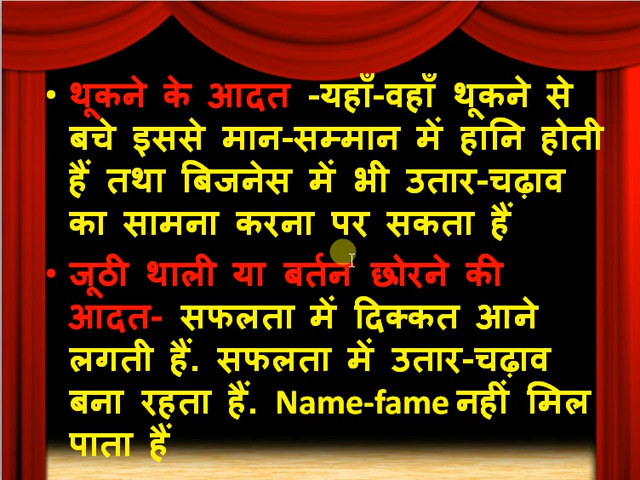 • थूकने के आदत -यहाँ-वहाँ थूकने से
बचे इससे मान-सम्मान में हानि होती
हैं तथा बिजनेस में भी उतार-चढ़ाव
का सामना करना पर सकता हैं
• जूठी थाली या बर्तन छोरने की
आदत- सफलता में दिक्कत आने
लगती हैं. सफलता में उतार-चढ़ाव
बना रहता हैं. Name-fame नहीं मिल
पाता हैं